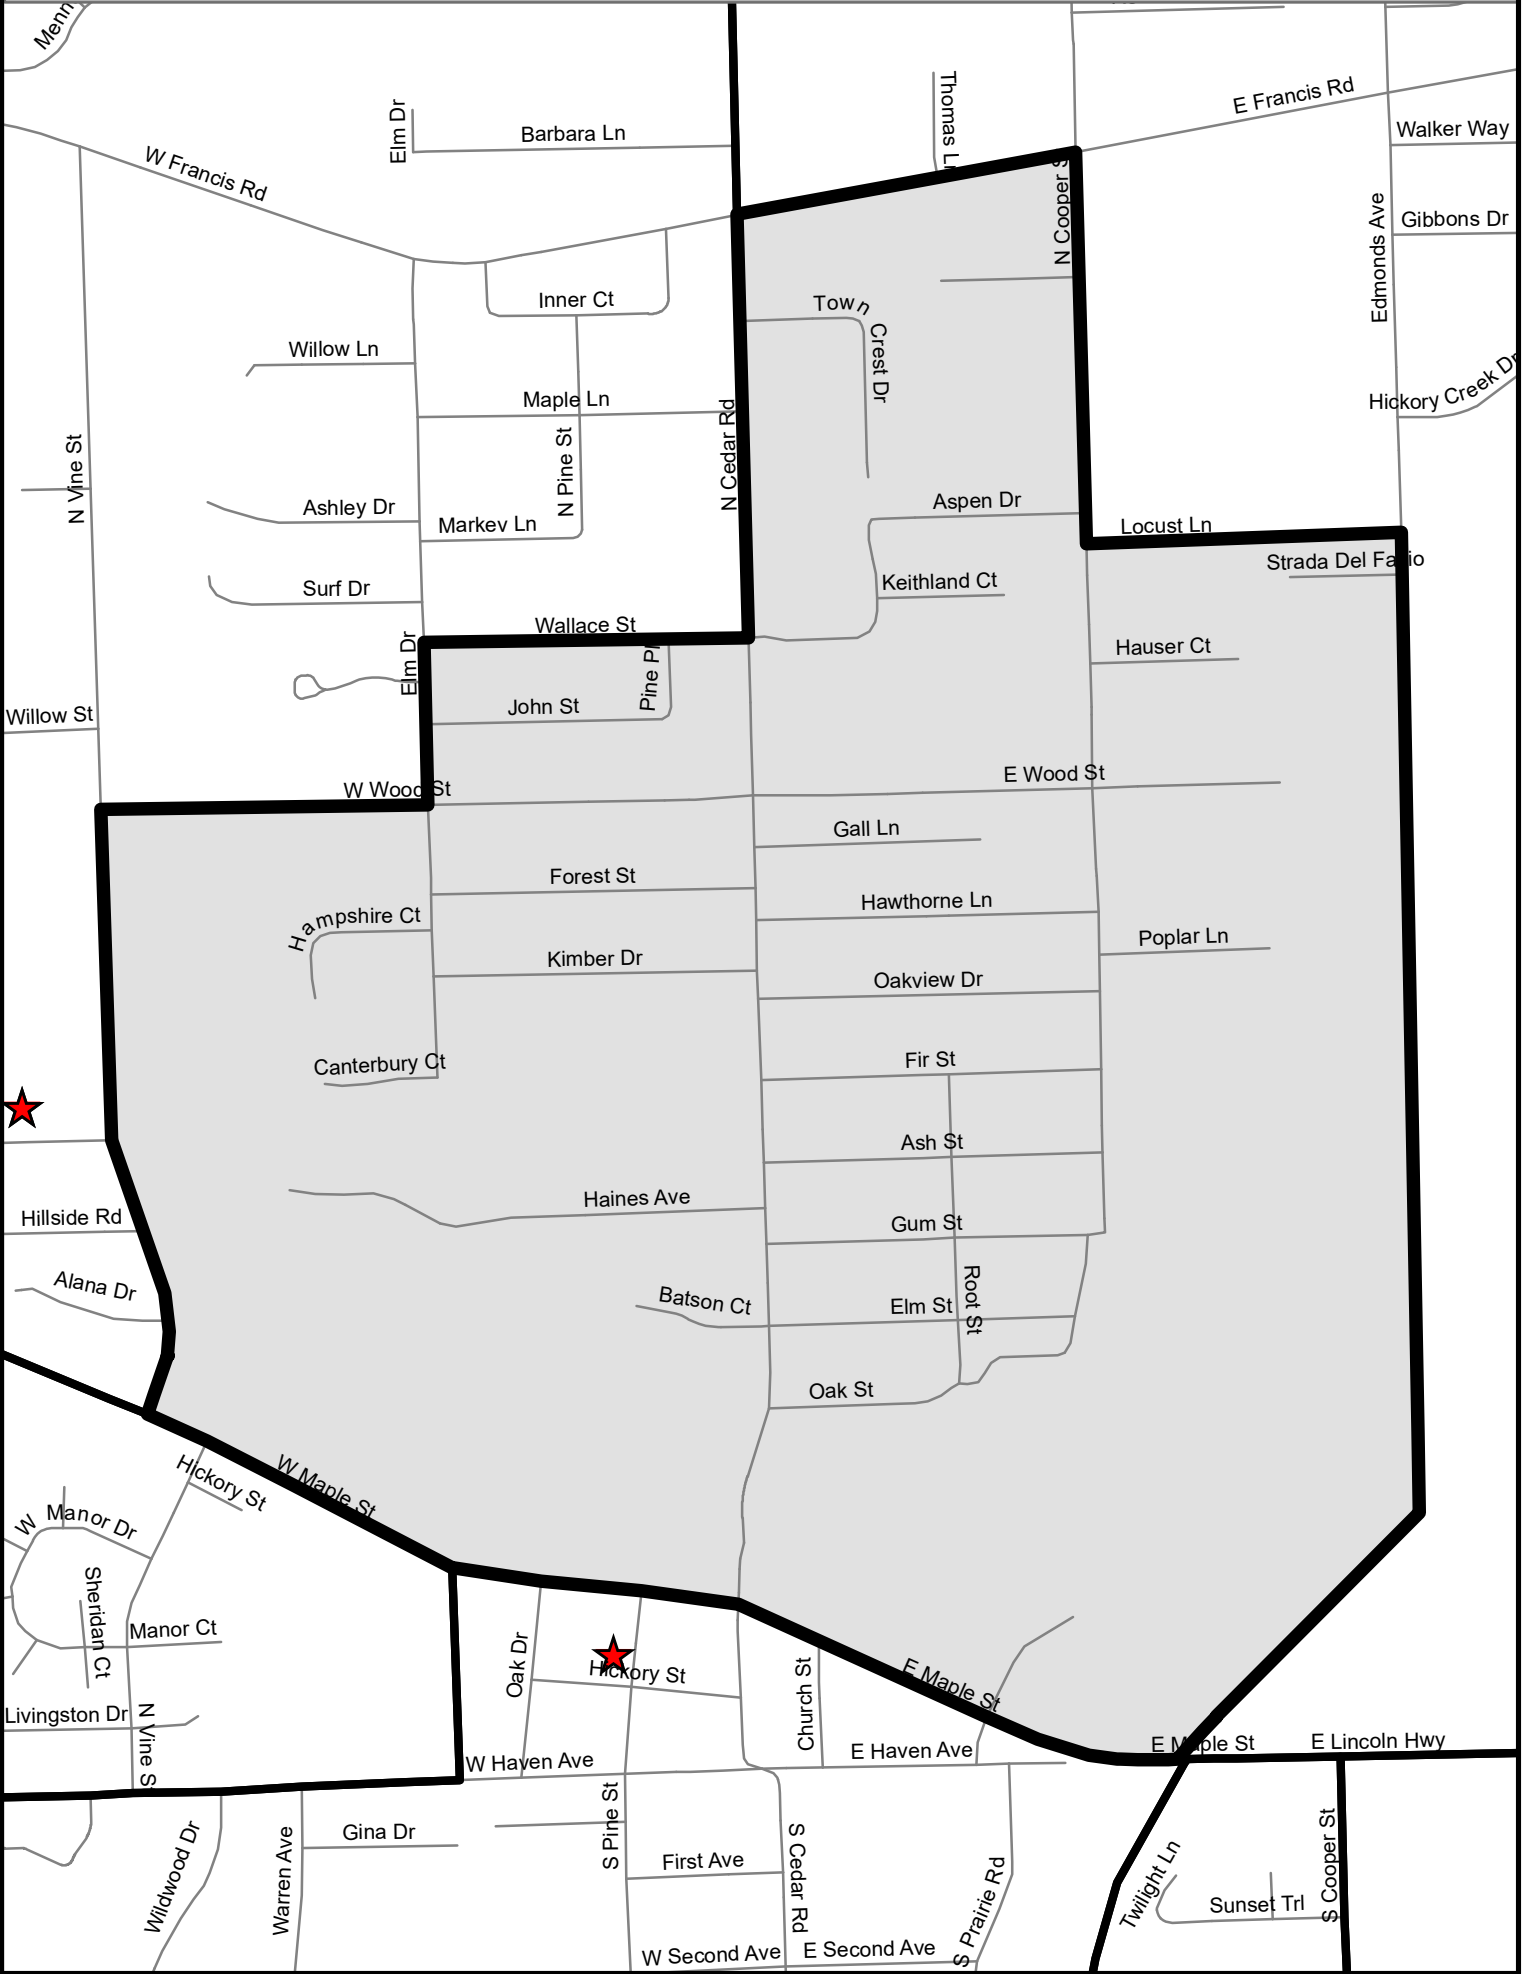 Menn
Elm Dr
Barbara Ln
Thomas Ln
E Francis Rd
Walker Way
W Francis Rd
N Cooper S
Edmonds Ave
Gibbons Dr
Inner Ct
Town Crest Dr
Willow Ln
Maple Ln
Hickory Creek Dr
N Vine St
N Pine St
N Cedar Rd
Ashley Dr
Markev Ln
Aspen Dr
Locust Ln
Strada Del Fa io
Surf Dr
Keithland Ct
Wallace St
Elm Dr
Pine Pl
Hauser Ct
Willow St
John St
W Wood St
E Wood St
Gall Ln
Forest St
Hampshire Ct
Hawthorne Ln
Kimber Dr
Poplar Ln
Oakview Dr
Canterbury Ct
Fir St
Ash St
Haines Ave
Hillside Rd
Gum St
Alana Dr
Batson Ct
Elm St
Root St
Oak St
W Maple St
Hickory St
W Manor Dr
Sheridan Ct
Manor Ct
Oak Dr
Hickory St
Church St
E Maple St
Livingston Dr
N Vine S
W Haven Ave
E Haven Ave
E Maple St
E Lincoln Hwy
Wildwood Dr
Warren Ave
Gina Dr
S Pine St
First Ave
S Cedar Rd
S Prairie Rd
Twilight Ln
Sunset Trl
S Cooper St
W Second Ave
E Second Ave